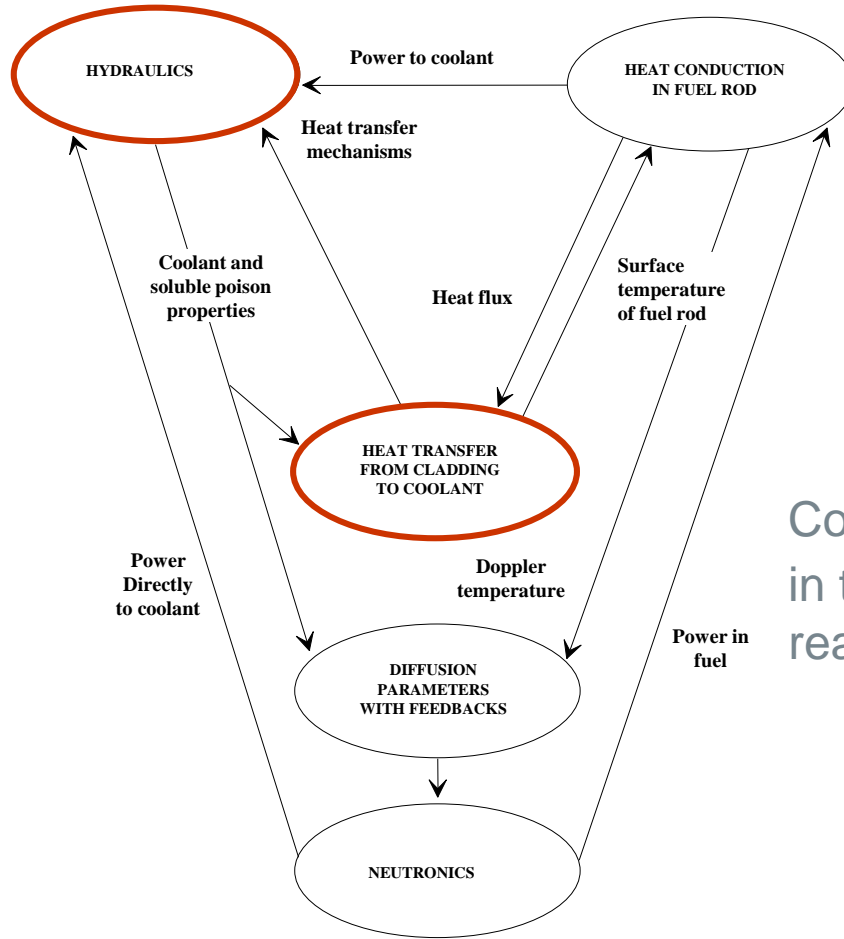 HYDRAULICS
Power to coolant
HEAT CONDUCTION
IN FUEL ROD
Heat transfer
mechanisms
Coolant and
soluble poison
properties
Heat flux
Surface
temperature
of fuel rod
HEAT TRANSFER
FROM CLADDING
TO COOLANT
Power
Directly
to coolant
Doppler
temperature
Power in
fuel
DIFFUSION
PARAMETERS
WITH FEEDBACKS
NEUTRONICS
in